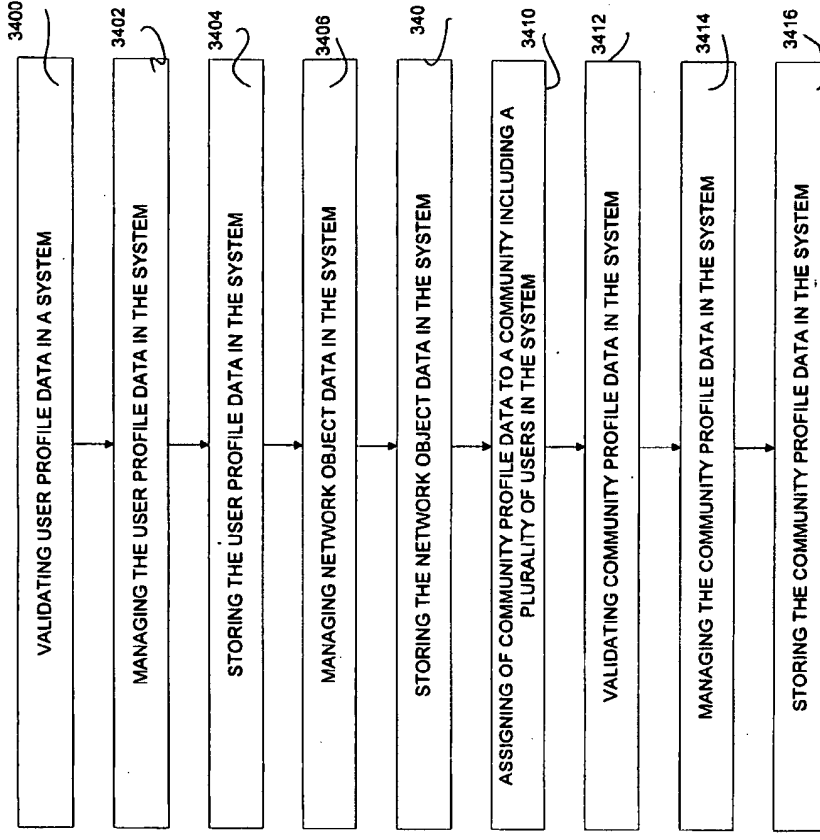 3400
VALIDATING USER PROFILE DATA IN A SYSTEM
3402
MANAGING THE USER PROFILE DATA IN THE SYSTEM
3404
STORING THE USER PROFILE DATA IN THE SYSTEM
3406
MANAGING NETWORK OBJECT DATA IN THE SYSTEM
340
STORING THE NETWORK OBJECT DATA IN THE SYSTEM
3410
ASSIGNING OF COMMUNITY PROFILE DATA TO A COMMUNITY INCLUDING A
PLURALITY OF USERS IN THE SYSTEM
3412
VALIDATING COMMUNITY PROFILE DATA IN THE SYSTEM
3414
MANAGING THE COMMUNITY PROFILE DATA IN THE SYSTEM
3416
STORING THE COMMUNITY PROFILE DATA IN THE SYSTEM